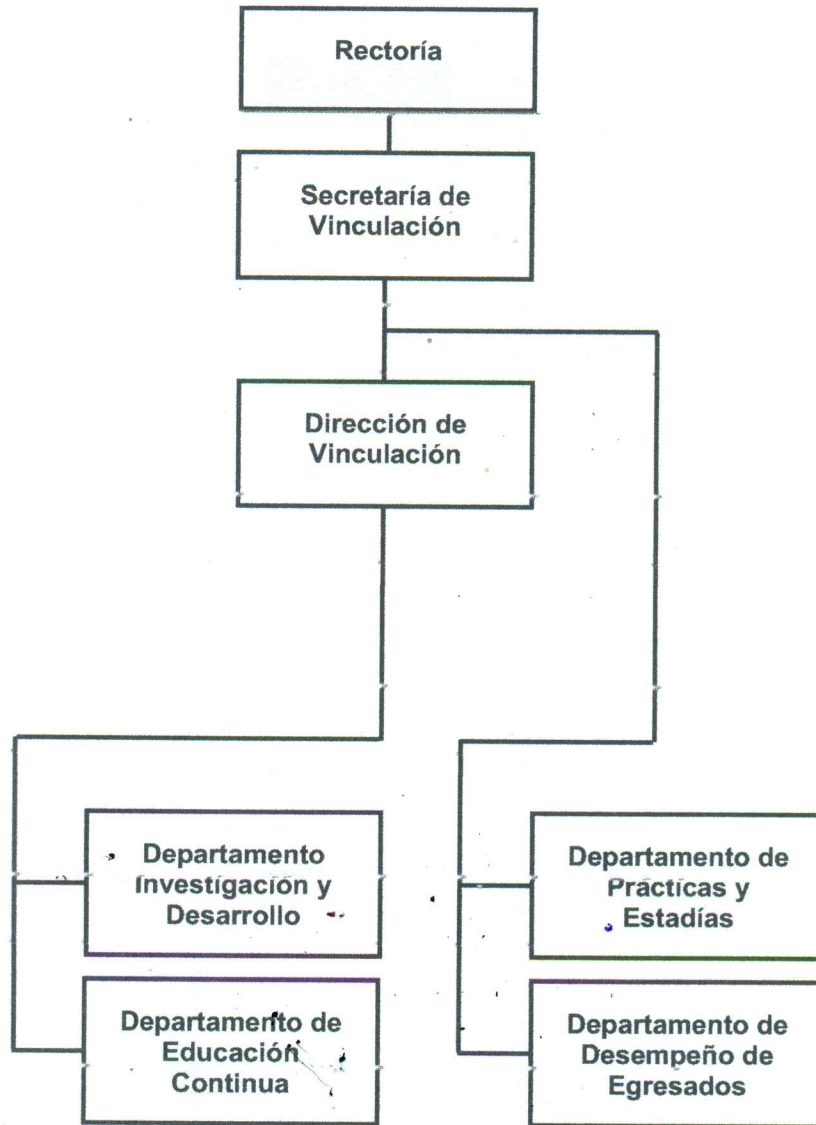 Rectoría
Secretaría de
Vinculación
Dirección de
Vinculación
Departamento
Investigación y
Desarrollo
Departamento de
Prácticas y
Estadías
Departamento de
Educación
Continua
Departamento de
Desempeño de
Egresados